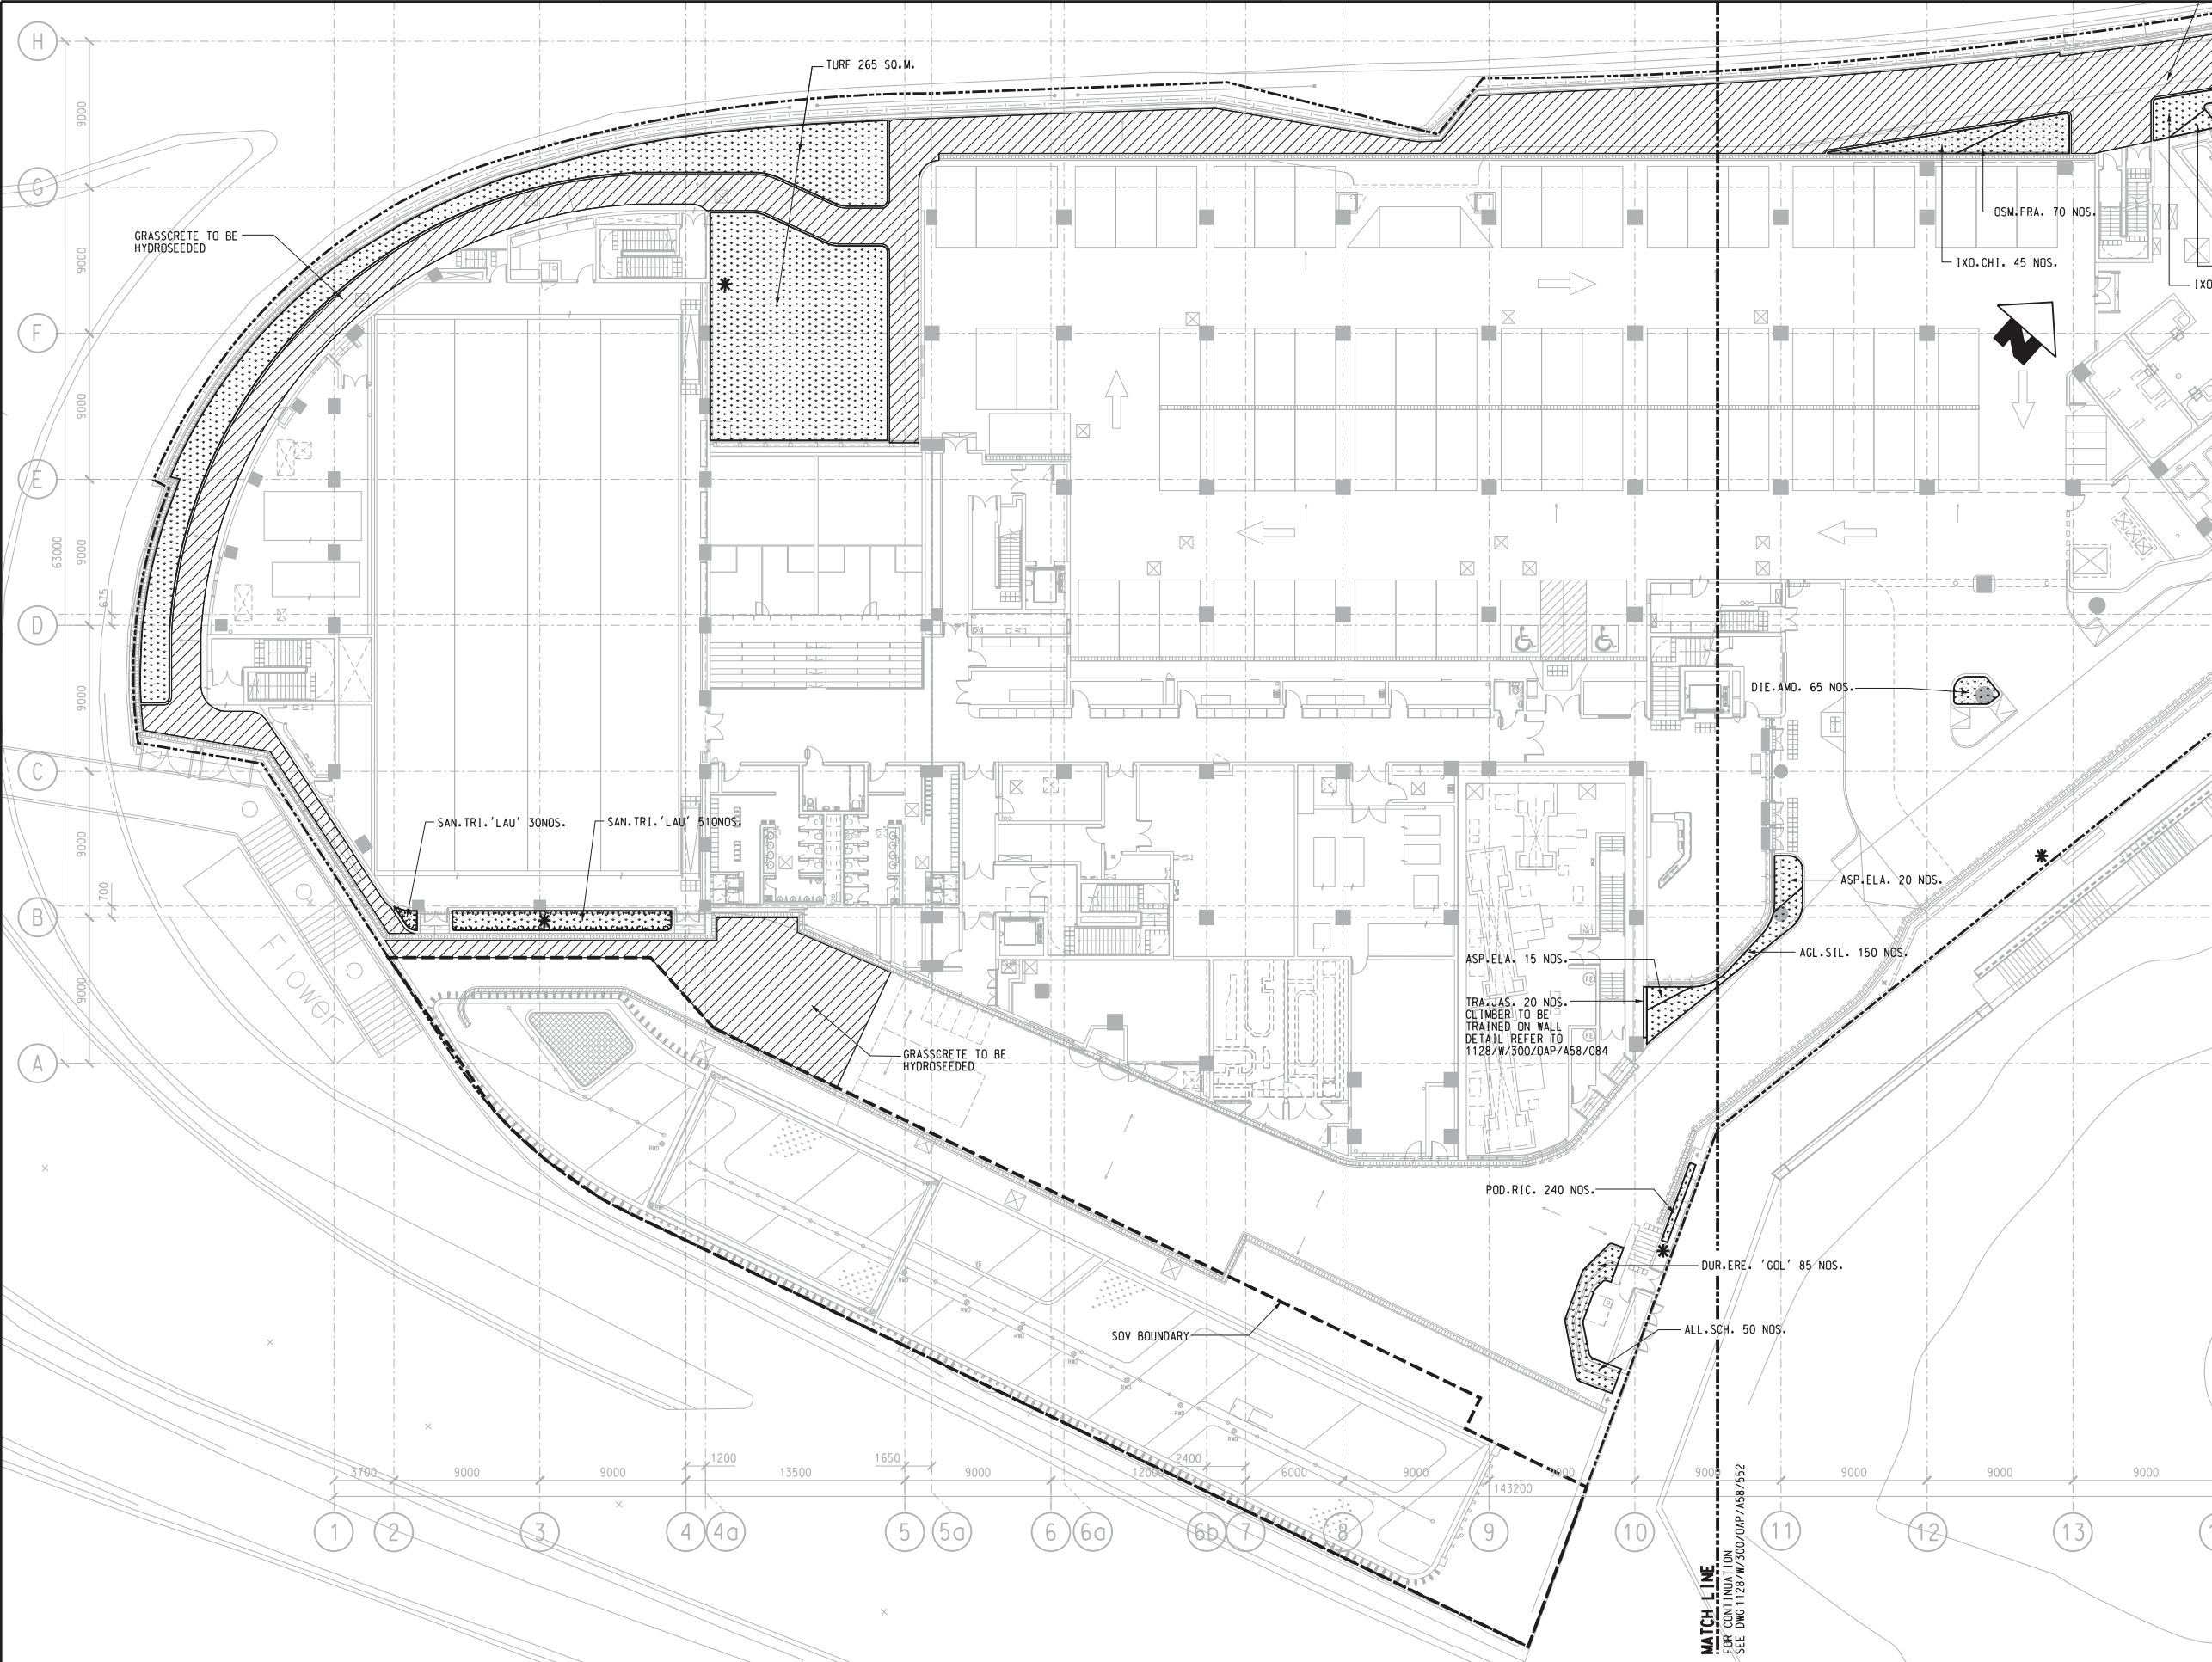 H
TURF 265 SQ.M.
9000
G
GRASSCRETE TO BE
HYDROSEEDED
OSM.FRA. 70 NOS.
9000
IXO.CHI. 45 NOS.
IXO
F
N
9000
E
63000
9000
675
D
DIE.AMO. 65 NOS.
9000
C
SAN.TRI.'LAU' 30NOS.
SAN.TRI.'LAU' 510NOS.
9000
ASP.ELA. 20 NOS.
700
B
Flower
AGL.SIL. 150 NOS.
ASP.ELA. 15 NOS.
FE
9000
TRA.JAS. 20 NOS.
CLIMBER TO BE
TRAINED ON WALL
DETAIL REFER TO
1128/W/300/OAP/A58/084
FE
GRASSCRETE TO BE
HYDROSEEDED
A
POD.RIC. 240 NOS.
DUR.ERE. 'GOL' 85 NOS.
SOV BOUNDARY
ALL.SCH. 50 NOS.
3700
9000
9000
1200
13500
1650
9000
12000
2400
6000
9000
9000
9000
9000
9000
9000
143200
1
2
3
4
4a
5
5a
6
6a
6b
7
8
9
10
11
12
13
MATCH LINE
FOR CONTINUATION
SEE DWG 1128/W/300/OAP/A58/552